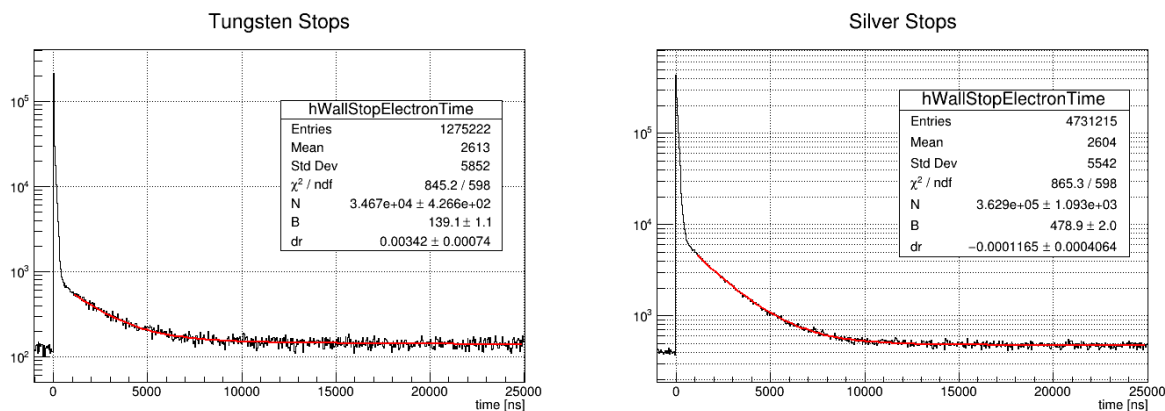 Tungsten Stops
hWallStopElectronTime
Entries 1275222
Mean 2613
Std Dev 5852
χ² / ndf 845.2 / 598
N 3.467e+04 ± 4.266e+02
B 139.1 ± 1.1
dr 0.00342 ± 0.00074
10⁵
10⁴
10³
10²
0 5000 10000 15000 20000 25000
time [ns]
Silver Stops
hWallStopElectronTime
Entries 4731215
Mean 2604
Std Dev 5542
χ² / ndf 865.3 / 598
N 3.629e+05 ± 1.093e+03
B 478.9 ± 2.0
dr −0.0001165 ± 0.0004064
10⁵
10⁴
10³
0 5000 10000 15000 20000 25000
time [ns]